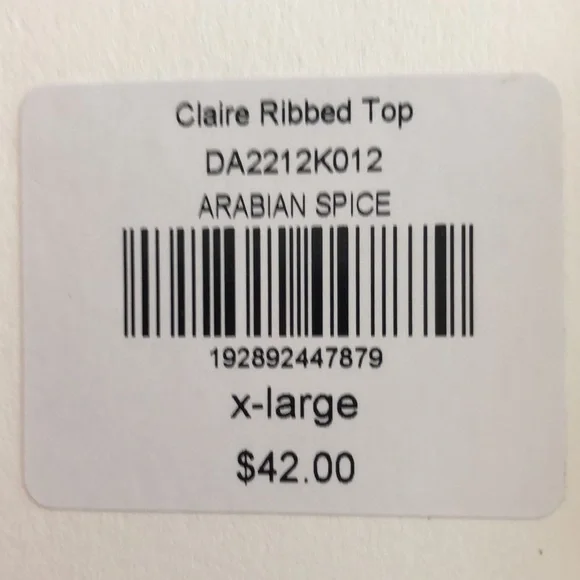 Claire Ribbed Top
DA2212K012
ARABIAN SPICE
192892447879
x-large
$42.00